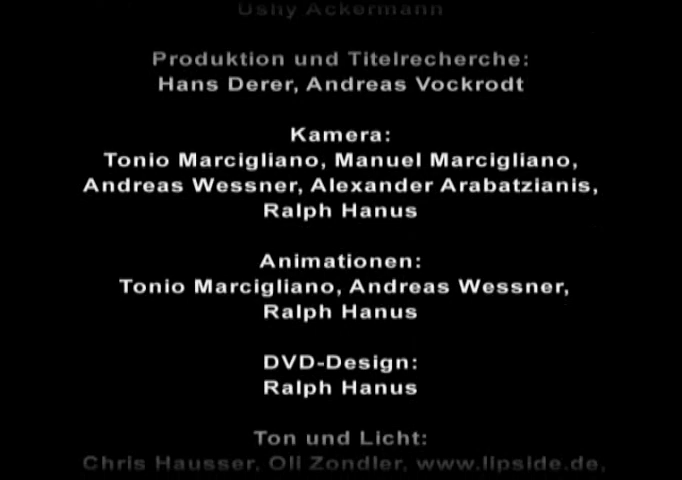 Ushy Ackermann
Produktion und Titelrecherche:
Hans Derer, Andreas Vockrodt
Kamera:
Tonio Marcigliano, Manuel Marcigliano,
Andreas Wessner, Alexander Arabatzianis,
Ralph Hanus
Animationen:
Tonio Marcigliano, Andreas Wessner,
Ralph Hanus
DVD-Design:
Ralph Hanus
Ton und Licht:
Chris Hausser, Oli Zondler, www.lipside.de,